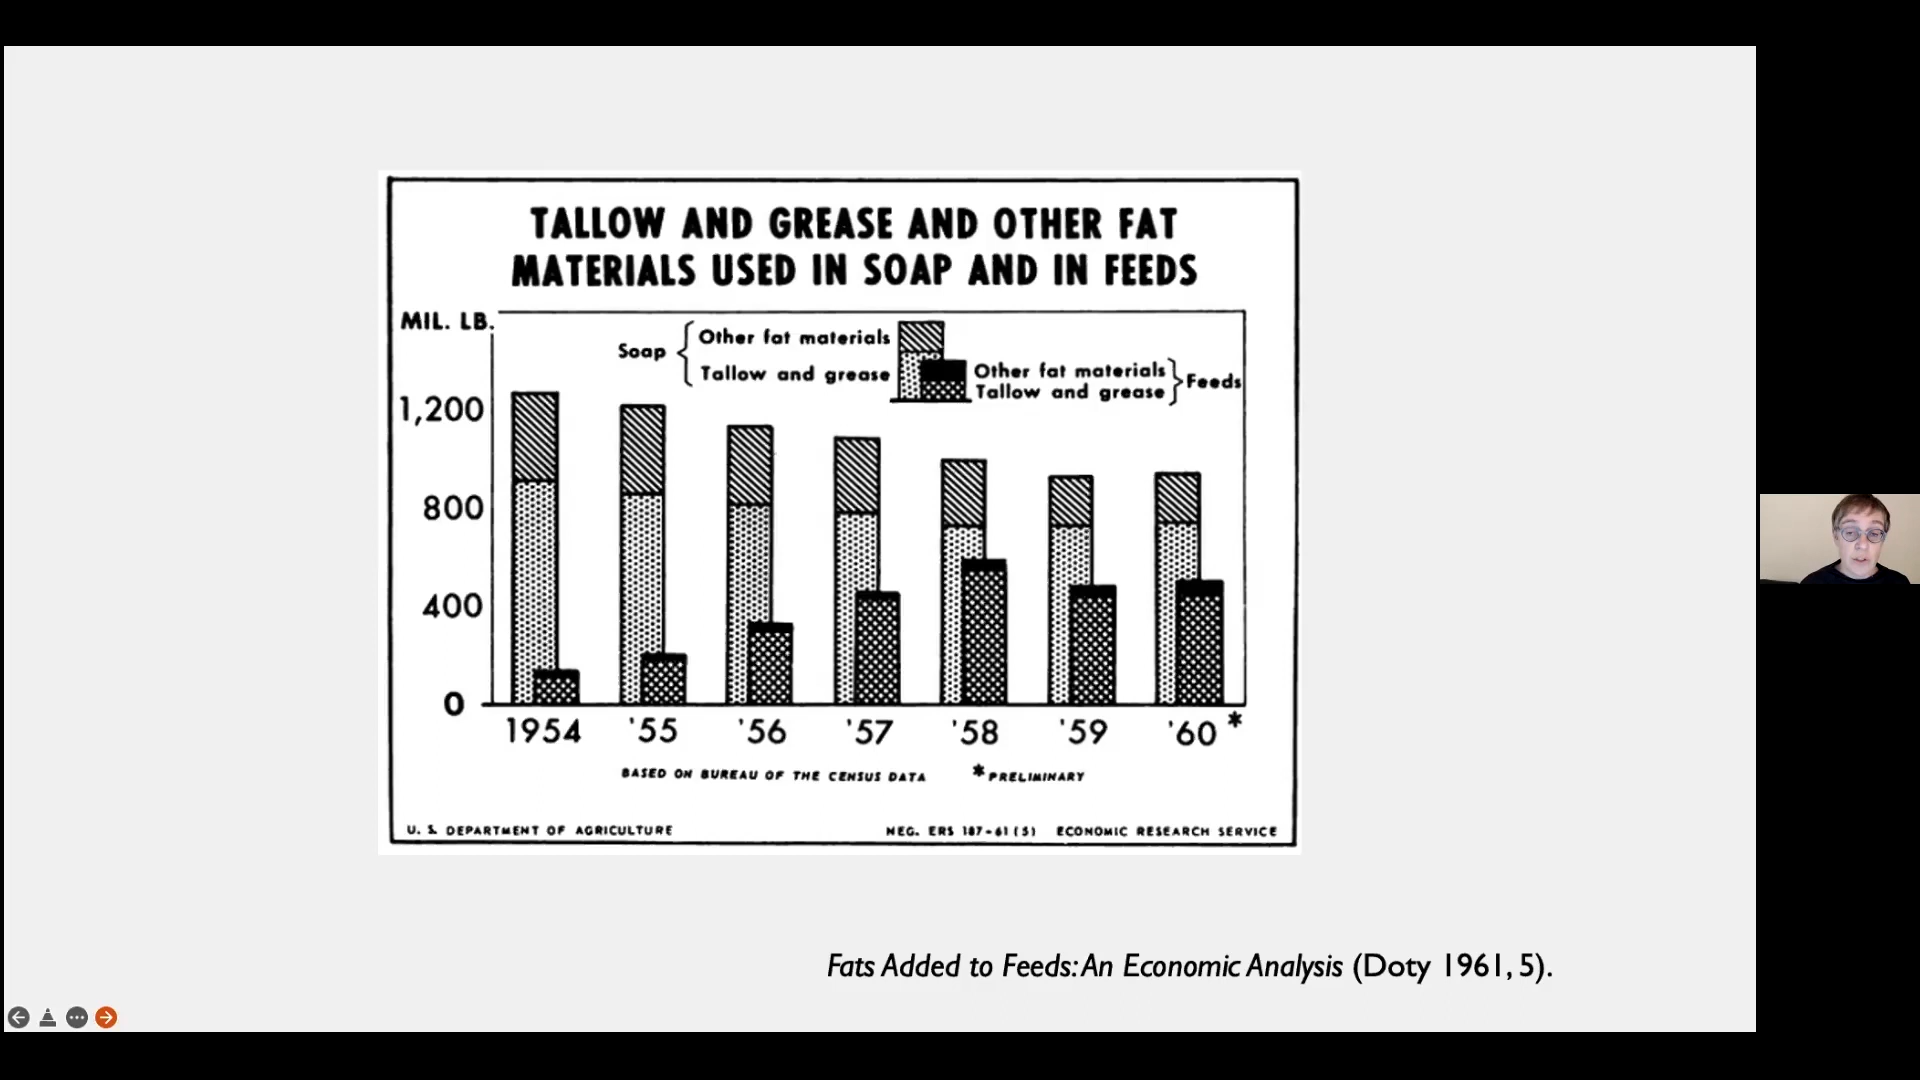 TALLOW AND GREASE AND OTHER FAT
MATERIALS USED IN SOAP AND IN FEEDS
MIL. LB.
Soap
Other fat materials
Tallow and grease
Other fat materials
Tallow and grease
Feeds
1,200
800
400
0
1954 '55 '56 '57 '58 '59 '60 *
BASED ON BUREAU OF THE CENSUS DATA * PRELIMINARY
U. S. DEPARTMENT OF AGRICULTURE NEG. ERS 187-61 (5) ECONOMIC RESEARCH SERVICE
Fats Added to Feeds: An Economic Analysis (Doty 1961, 5).